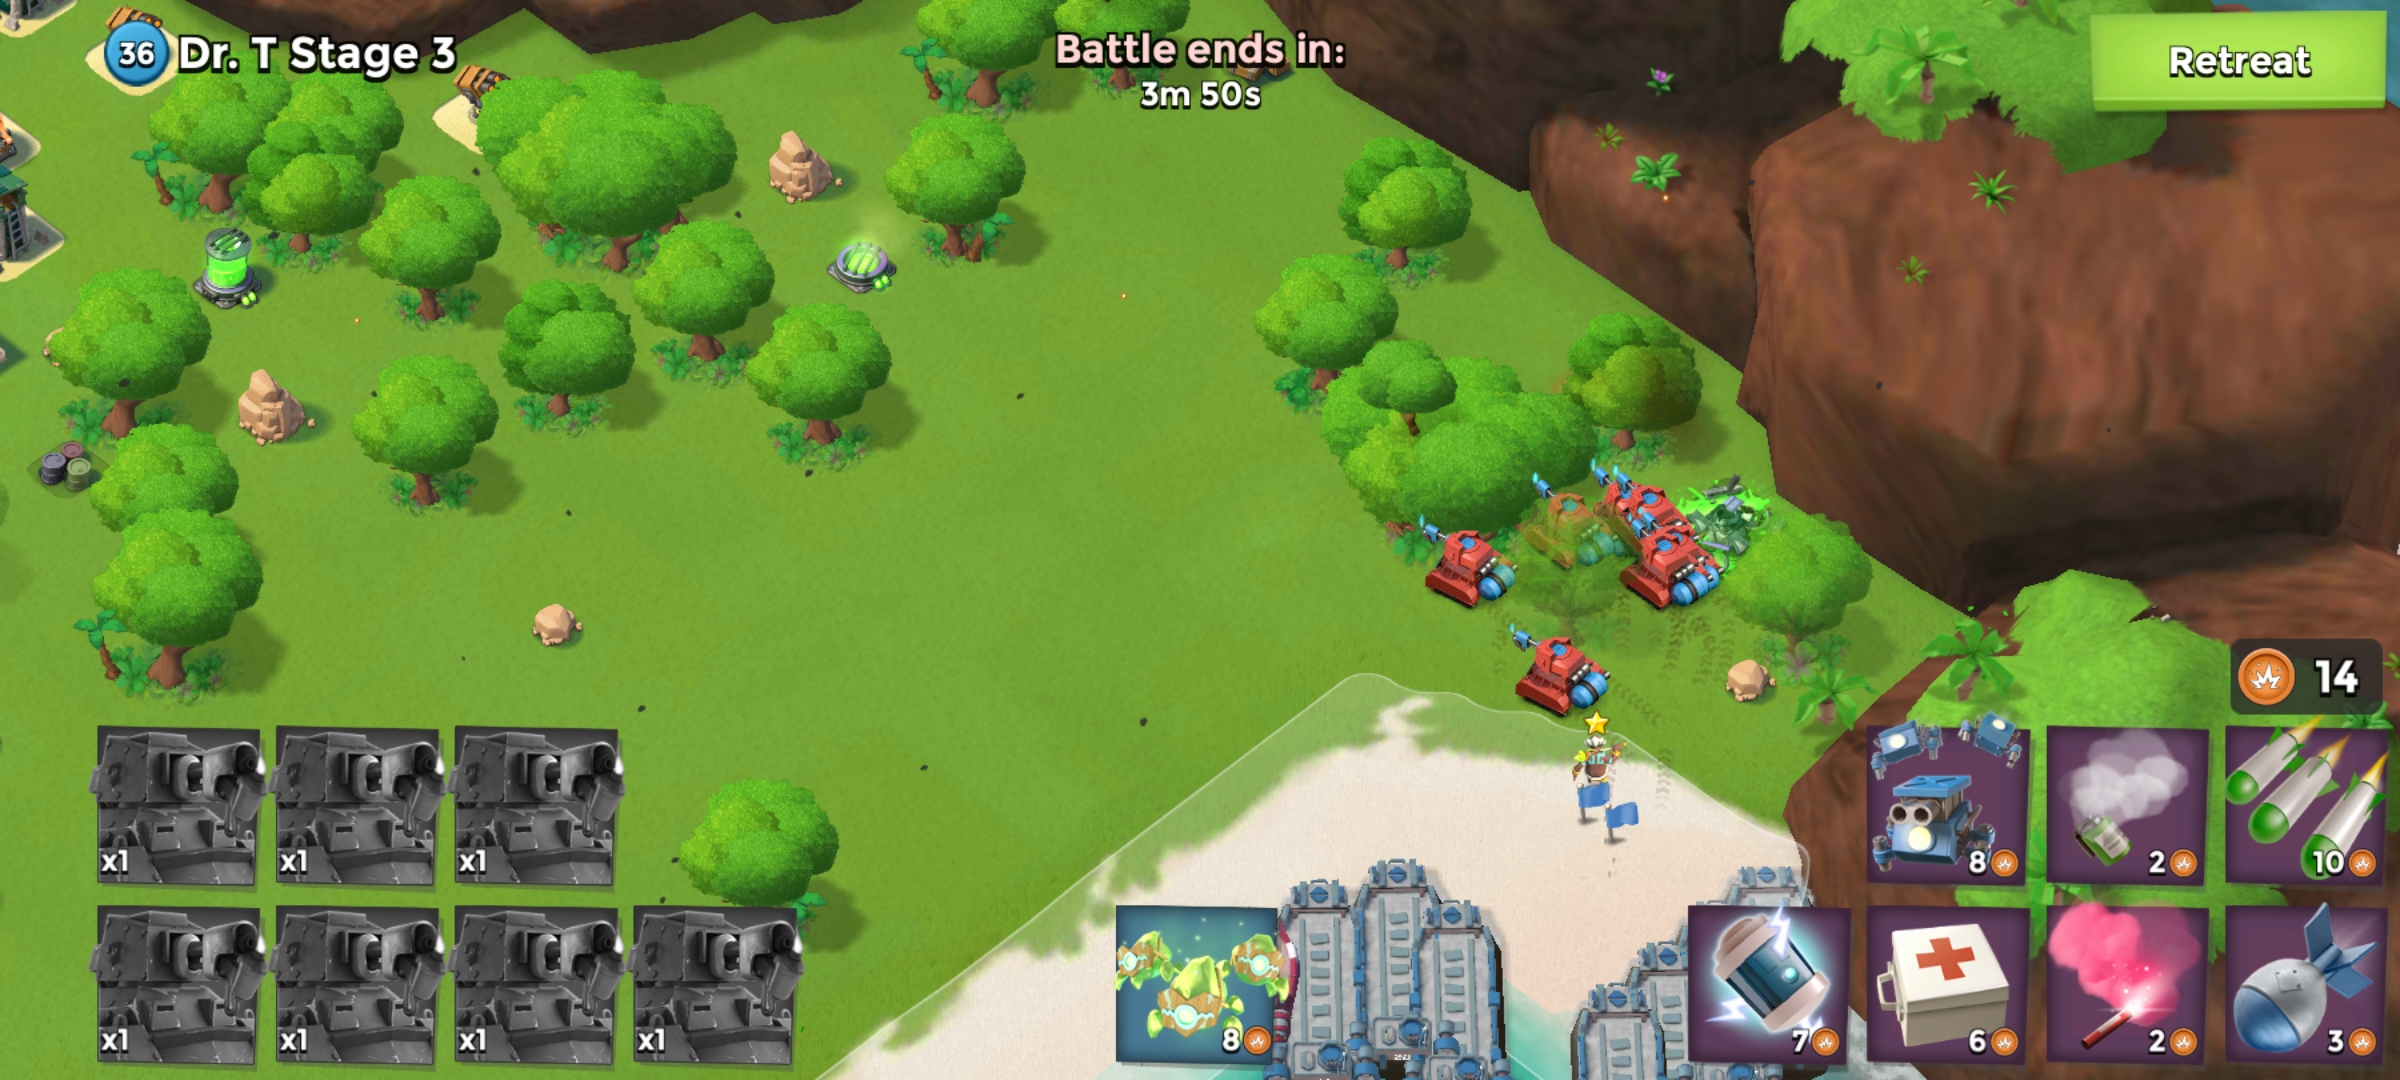 36 Dr. T Stage 3
Battle ends in:
3m 50s
Retreat
14
x1 x1 x1
8 2 10
x1 x1 x1 x1
8 7 6 2 3